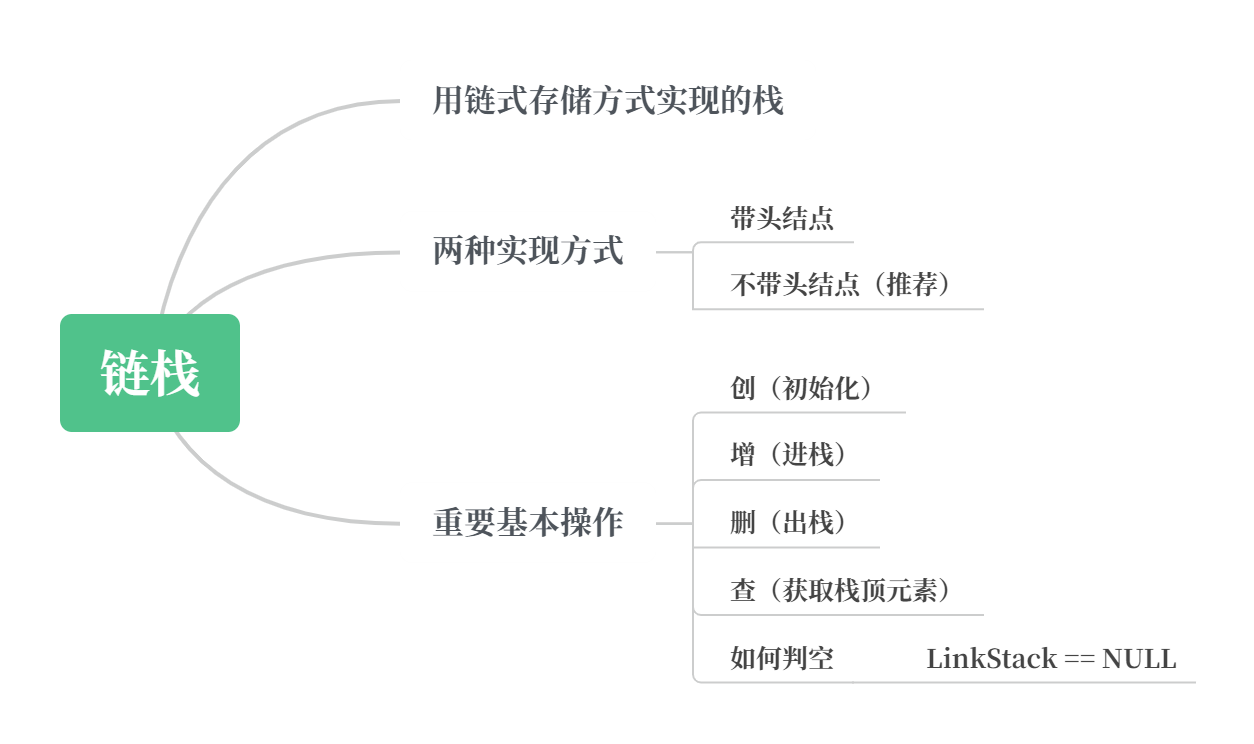 用链式存储方式实现的栈
带头结点
两种实现方式
不带头结点（推荐）
链栈
创（初始化）
增（进栈）
重要基本操作
删（出栈）
查（获取栈顶元素）
如何判空 LinkStack == NULL